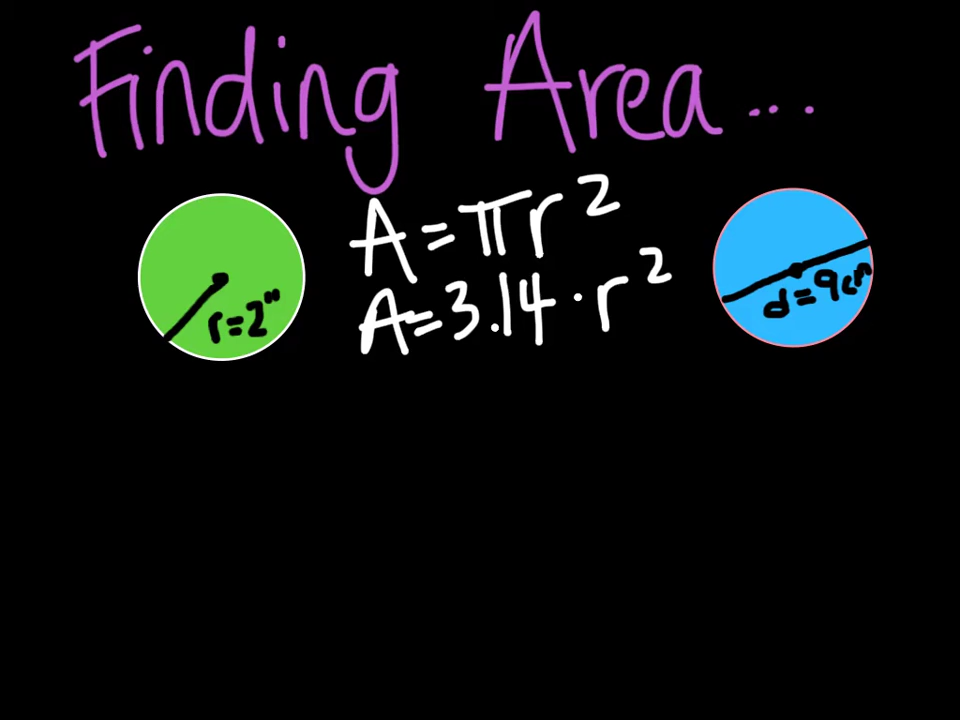 Finding Area...
A=πr²
A=3.14·r²
r=2"
d=9cm